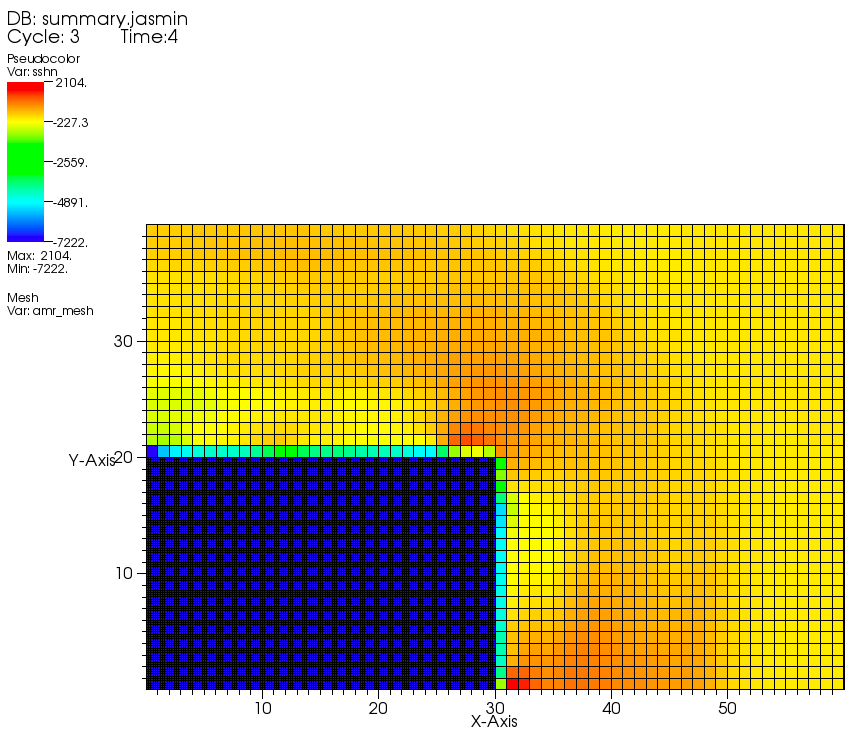 DB: summary.jasmin
Cycle: 3 Time:4
Pseudocolor
Var: sshn
2104.
-227.3
-2559.
-4891.
-7222.
Max: 2104.
Min: -7222.
Mesh
Var: amr_mesh
30
Y-Axis
20
10
10 20 30 40 50
X-Axis